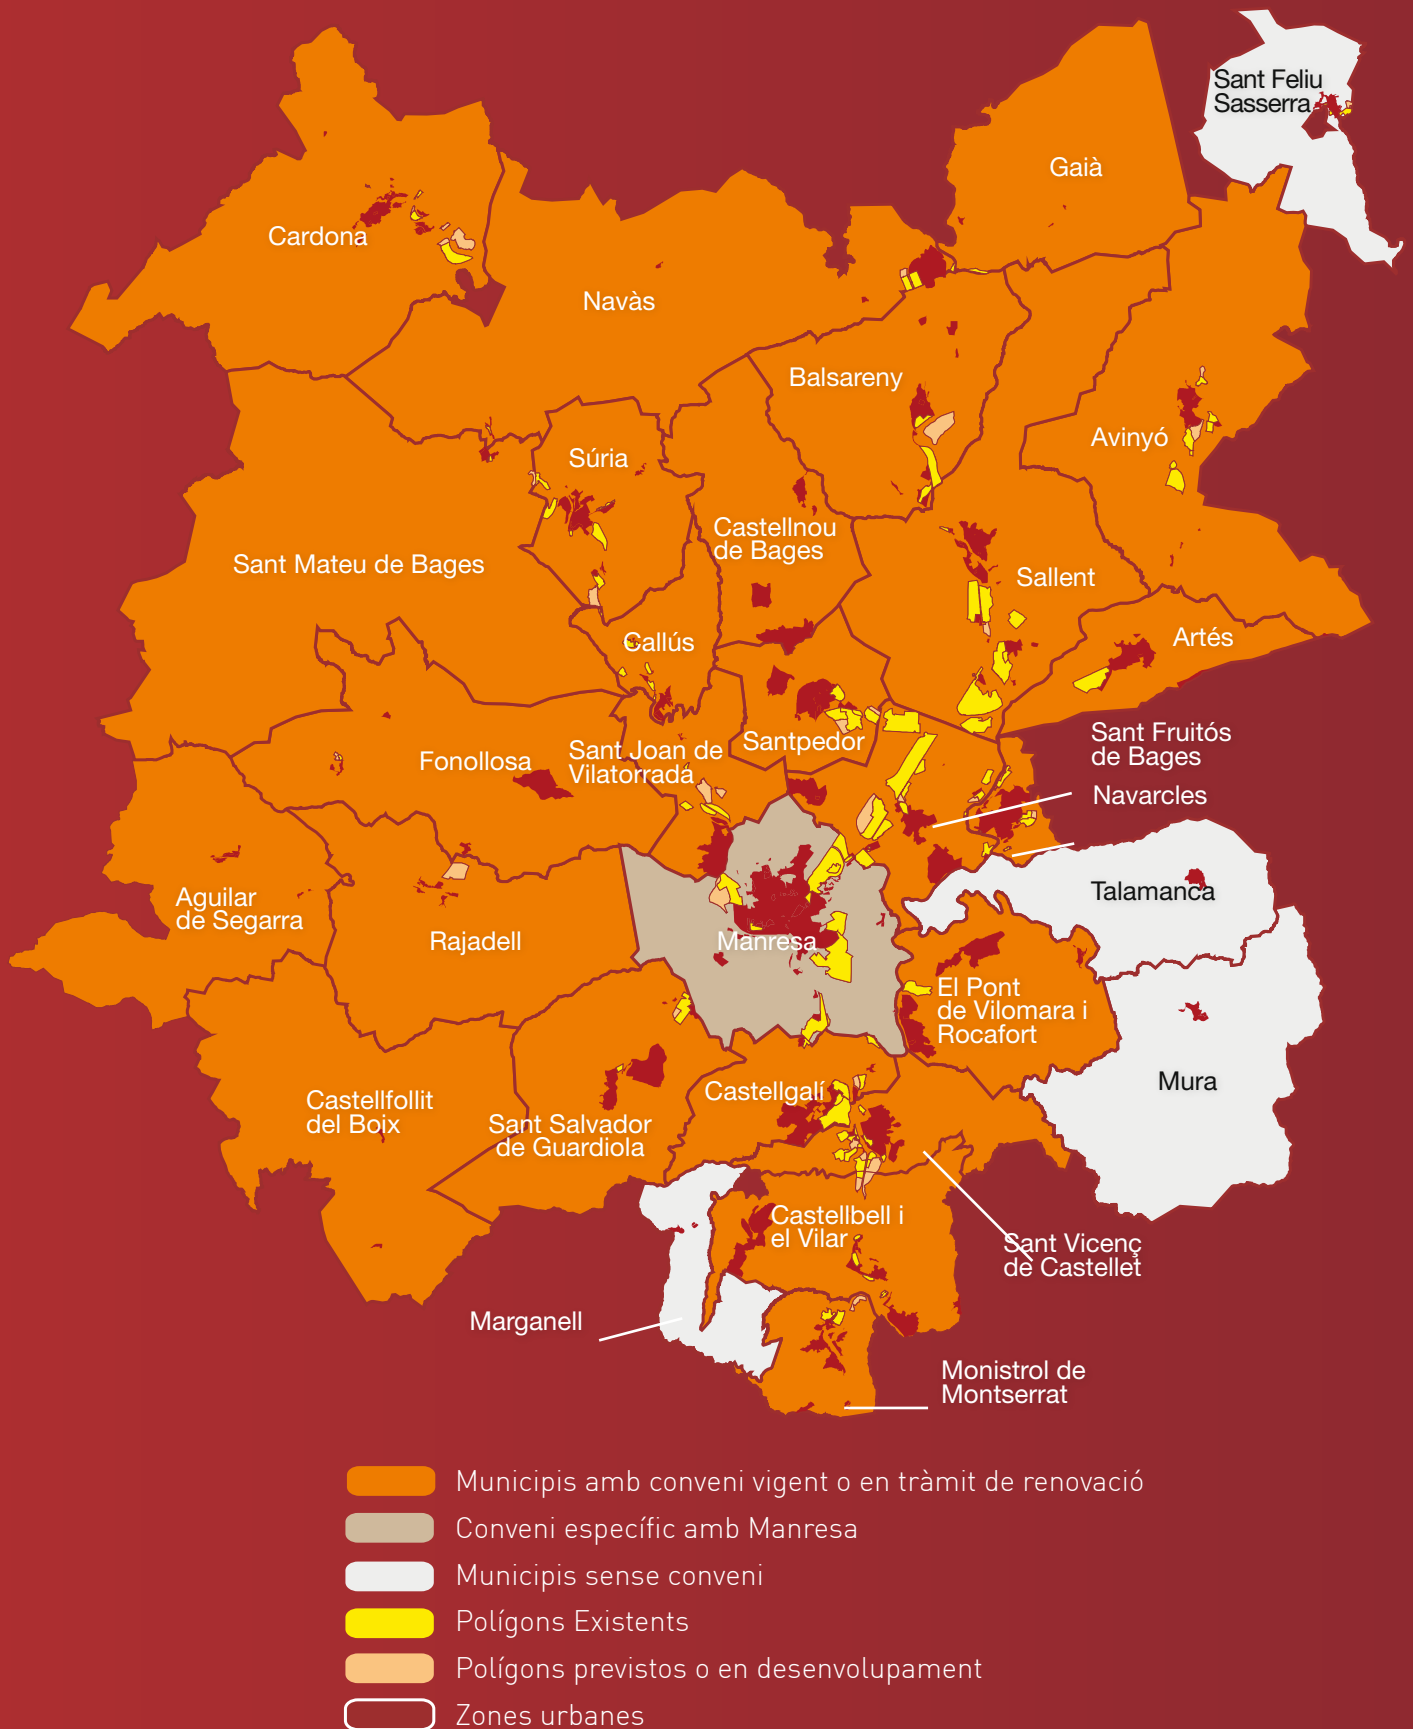 Sant Feliu
Sasserra
Gaià
Cardona
Navàs
Balsareny
Avinyó
Súria
Castellnou
de Bages
Sant Mateu de Bages
Sallent
Artés
Callús
Sant Fruitós
de Bages
Santpedor
Sant Joan de
Vilatorrada
Fonollosa
Navarcles
Aguilar
de Segarra
Talamanca
Rajadell
Manresa
El Pont
de Vilomara i
Rocafort
Mura
Castellgalí
Castellfollit
del Boix
Sant Salvador
de Guardiola
Castellbell i
el Vilar
Sant Vicenç
de Castellet
Marganell
Monistrol de
Montserrat
Municipis amb conveni vigent o en tràmit de renovació
Conveni específic amb Manresa
Municipis sense conveni
Polígons Existents
Polígons previstos o en desenvolupament
Zones urbanes